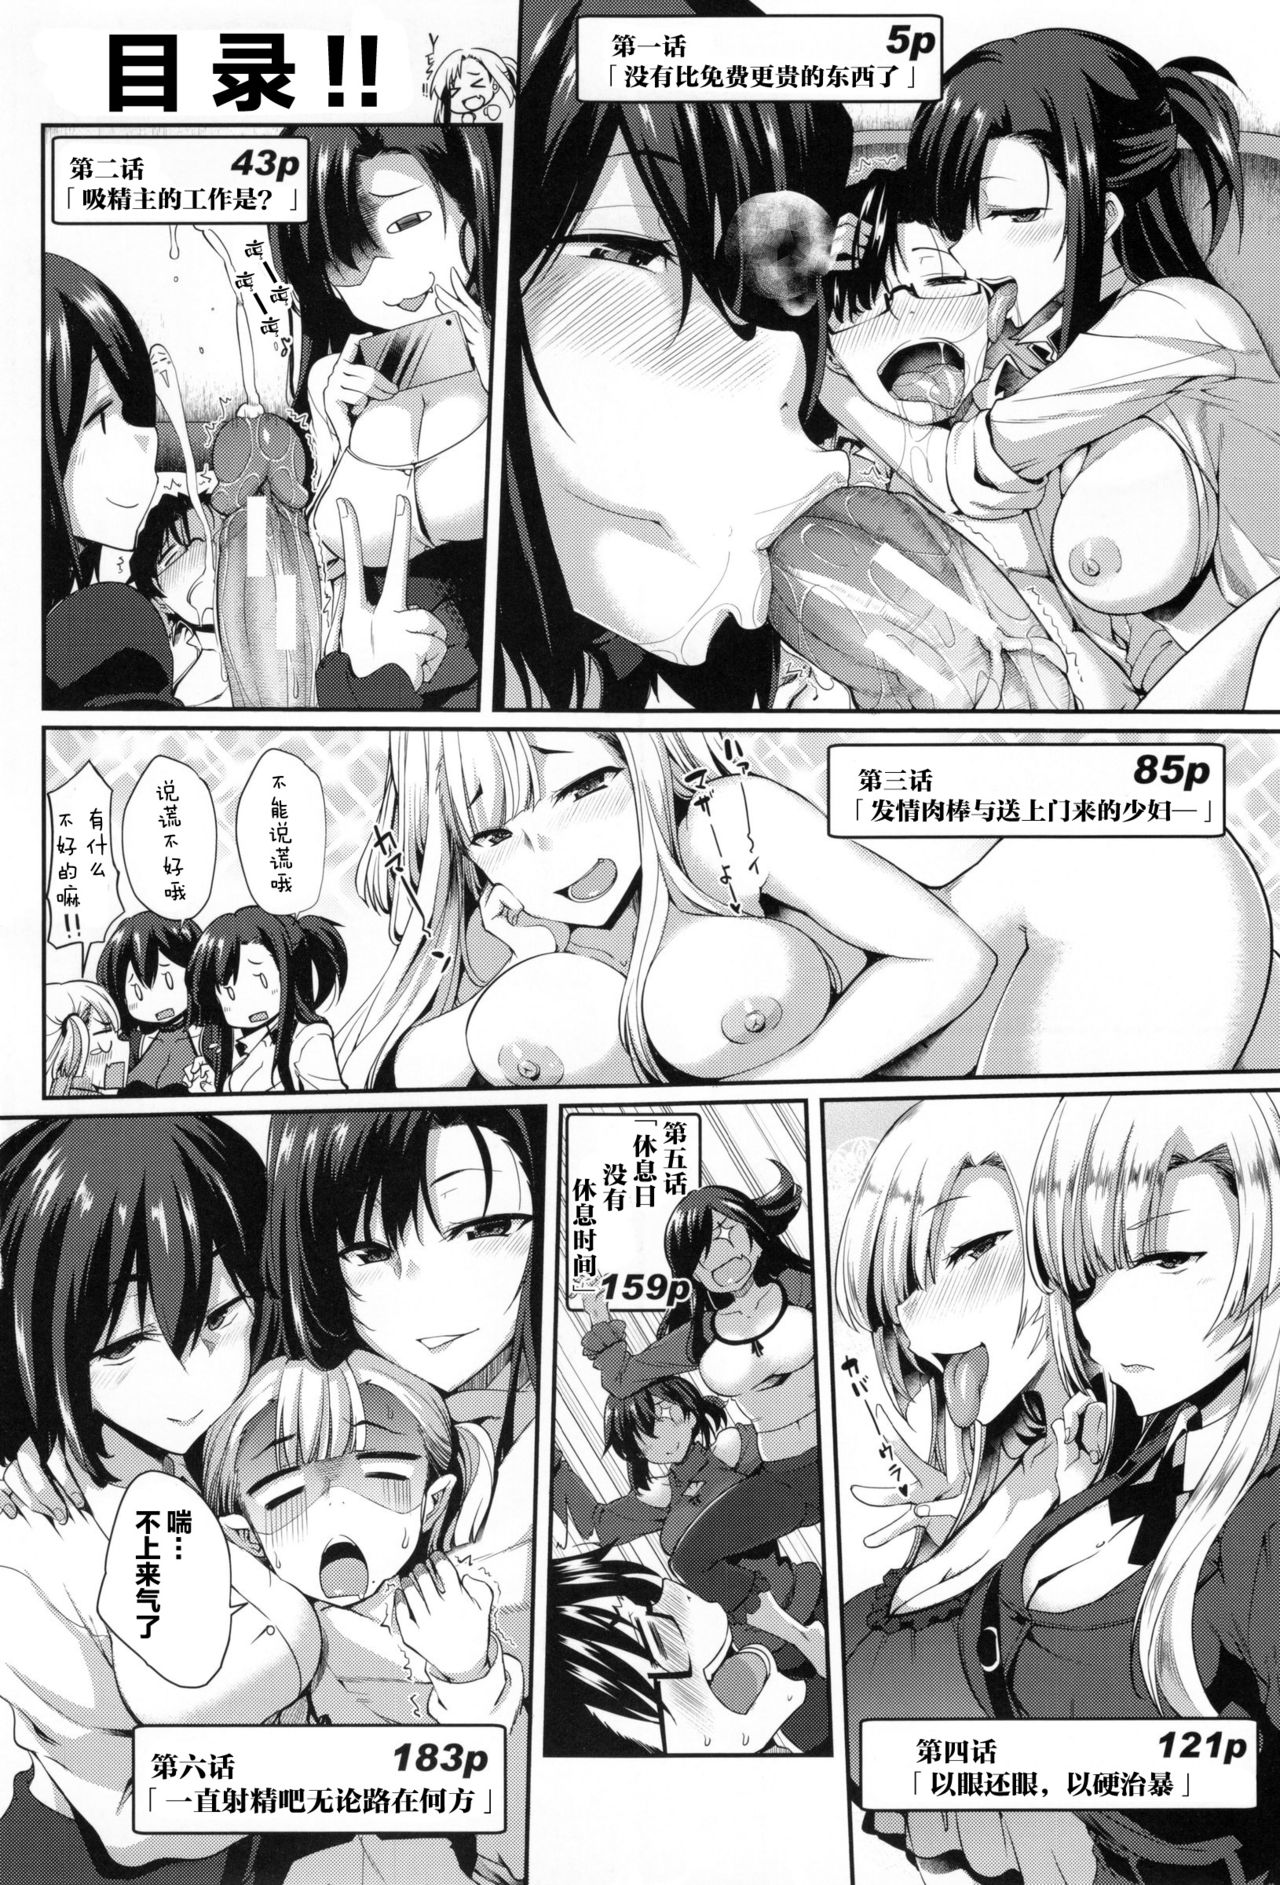 目录!!
第一话 5p
「没有比免费更贵的东西了」
第二话 43p
「吸精主的工作是？」
第三话 85p
「发情肉棒与送上门来的少妇—」
不能说谎哦
说谎不好哦
有什么
不好的嘛!!
第四话 121p
「以眼还眼，以硬治暴」
第五话
「休息日
没有
休息时间」
159p
喘…
不上来气了
第六话 183p
「一直射精吧无论路在何方」